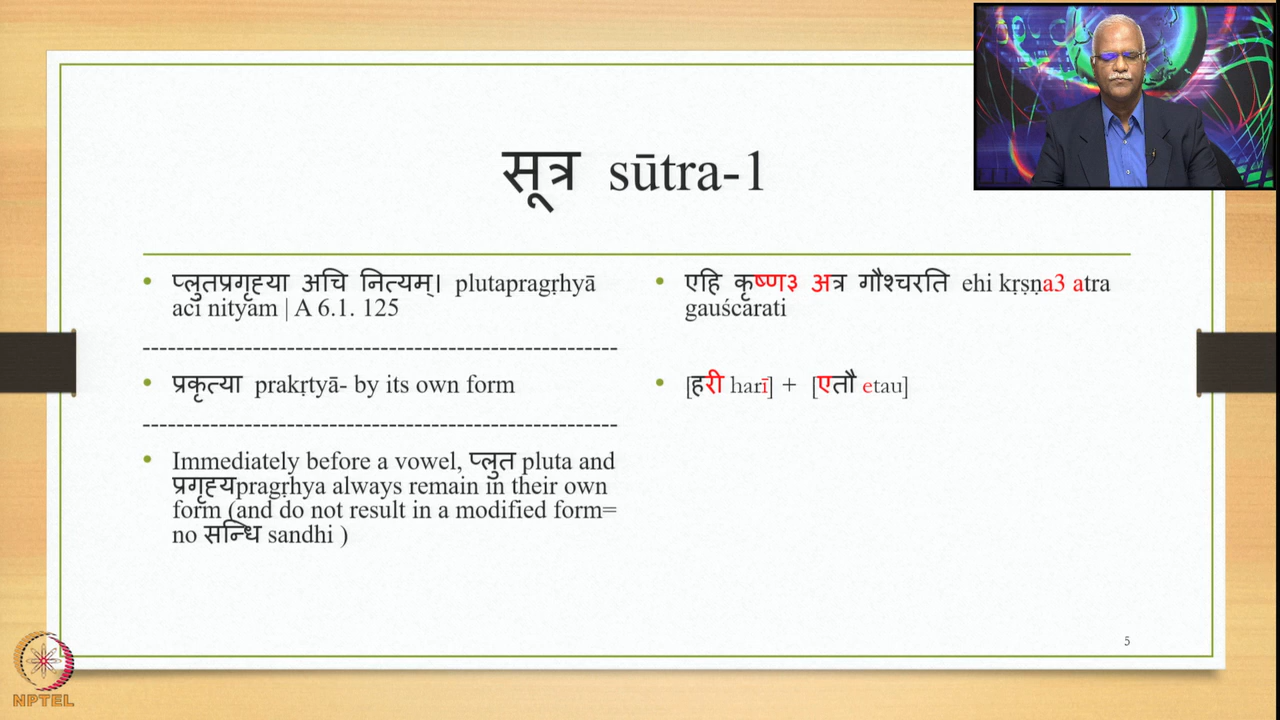 सूत्र sūtra-1
• प्लुतप्रगृह्या अचि नित्यम्। plutapragṛhyā
aci nityam | A 6.1. 125
--------------------------------------------------------
• प्रकृत्या prakṛtyā- by its own form
--------------------------------------------------------
• Immediately before a vowel, प्लुत pluta and
प्रगृह्यpragṛhya always remain in their own
form (and do not result in a modified form=
no सन्धि sandhi )
• एहि कृष्ण३ अत्र गौश्चरति ehi kṛṣṇa3 atra
gauścarati
• [हरी harī] + [एतौ etau]
5
NPTEL